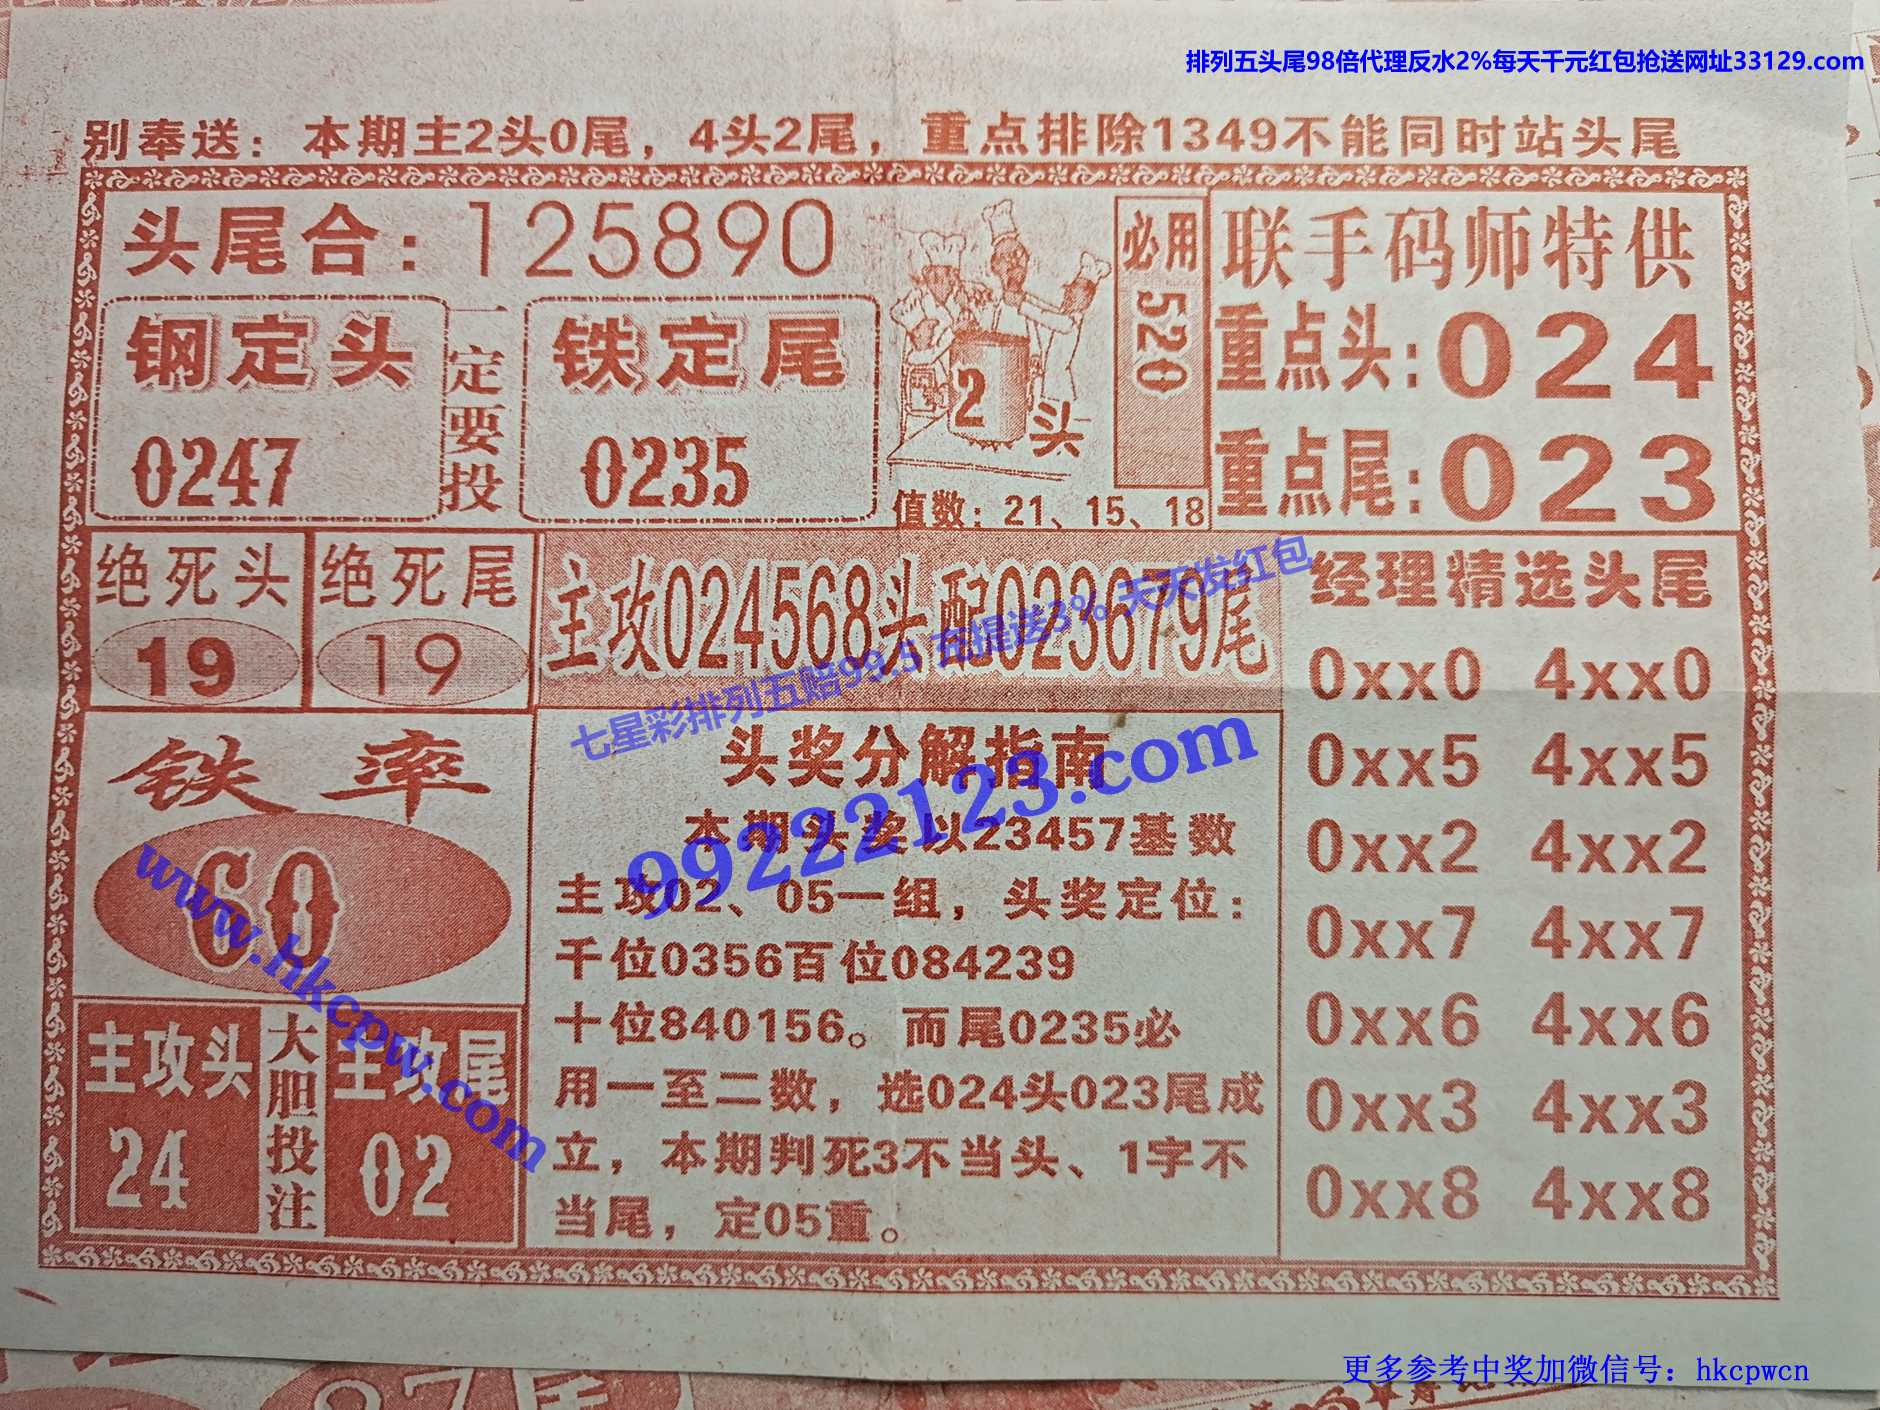 排列五头尾98倍代理反水2%每天千元红包抢送网址33129.com
别奉送：本期主2头0尾，4头2尾，重点排除1349不能同时站头尾
头尾合：125890
钢定头
0247
一定要投
铁定尾
0235
2头
值数：21、15、18
必用520
联手码师特供
重点头：024
重点尾：023
绝死头
19
绝死尾
19
主攻024568头配023679尾
七星彩排列五赔99.5 充提送3% 天天发红包
99222123.com
铁率
60
www.hkcpw.com
主攻头
24
大胆投注
主攻尾
02
头奖分解指南
本期头奖以23457基数
主攻02、05一组，头奖定位：
千位0356百位084239
十位840156。而尾0235必
用一至二数，选024头023尾成
立，本期判死3不当头、1字不
当尾，定05重。
经理精选头尾
0xx0 4xx0
0xx5 4xx5
0xx2 4xx2
0xx7 4xx7
0xx6 4xx6
0xx3 4xx3
0xx8 4xx8
更多参考中奖加微信号：hkcpwcn